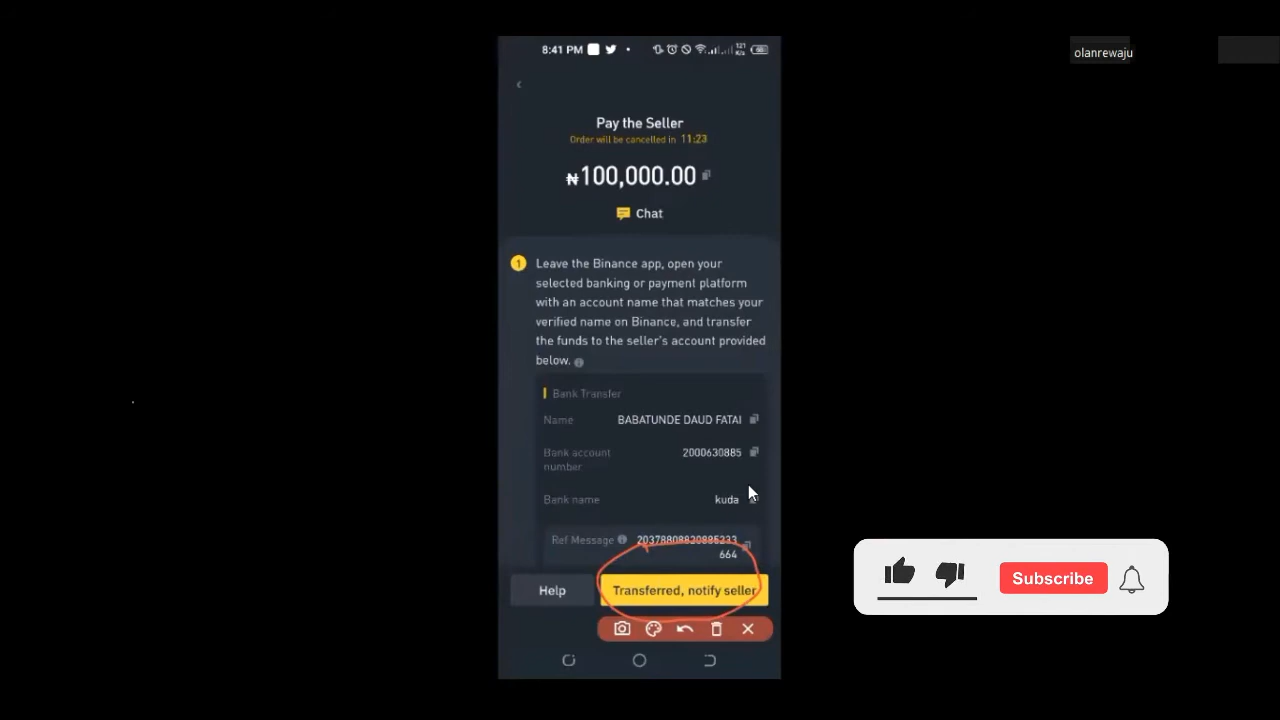 8:41 PM
olanrewaju
Pay the Seller
Order will be cancelled in 11:23
₦100,000.00
Chat
1
Leave the Binance app, open your
selected banking or payment platform
with an account name that matches your
verified name on Binance, and transfer
the funds to the seller's account provided
below.
Bank Transfer
Name BABATUNDE DAUD FATAI
Bank account 2000630885
number
Bank name kuda
Ref Message
664
Help Transferred, notify seller
Subscribe